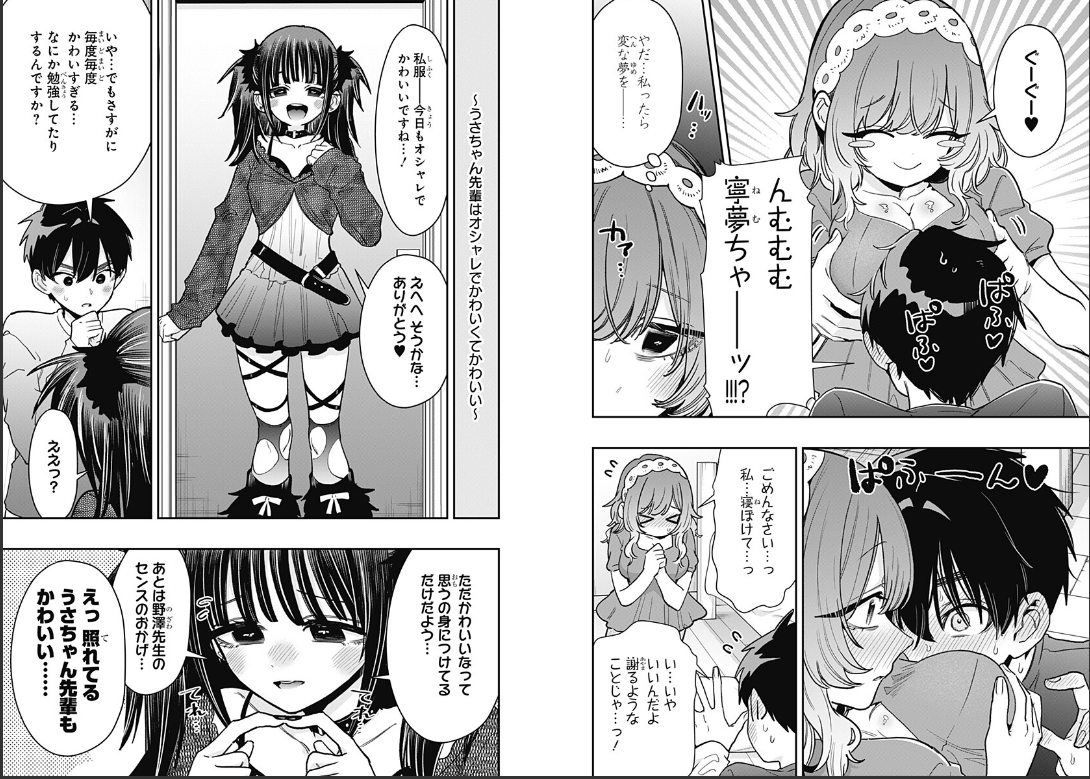 ぐーぐー♥
んむむむ
寧夢ちゃーーッ!!!?
ぱふ♡
ぱふ♡
ハッ…
やだ…私ったら
変な夢を———…
カァ…
ぱふーーん♡
ごめんなさい…っ
私…寝ぼけて…っ
い…いや
いいんだよ
謝るような
ことじゃ…っ!
～うさちゃん先輩はオシャレでかわいくてかわいい～
私服——今日もオシャレで
かわいいですね…!
えへへ そうかな…
ありがとう♥
いや…でもさすがに
毎度毎度
かわいすぎる…
なにか勉強してたり
するんですか?
ええっ?
ただかわいいなって
思うの身につけてる
だけだよう…
あとは野澤先生の
センスのおかげ…
てれ…
てれ…
えっ 照れてる
うさちゃん先輩も
かわいい……